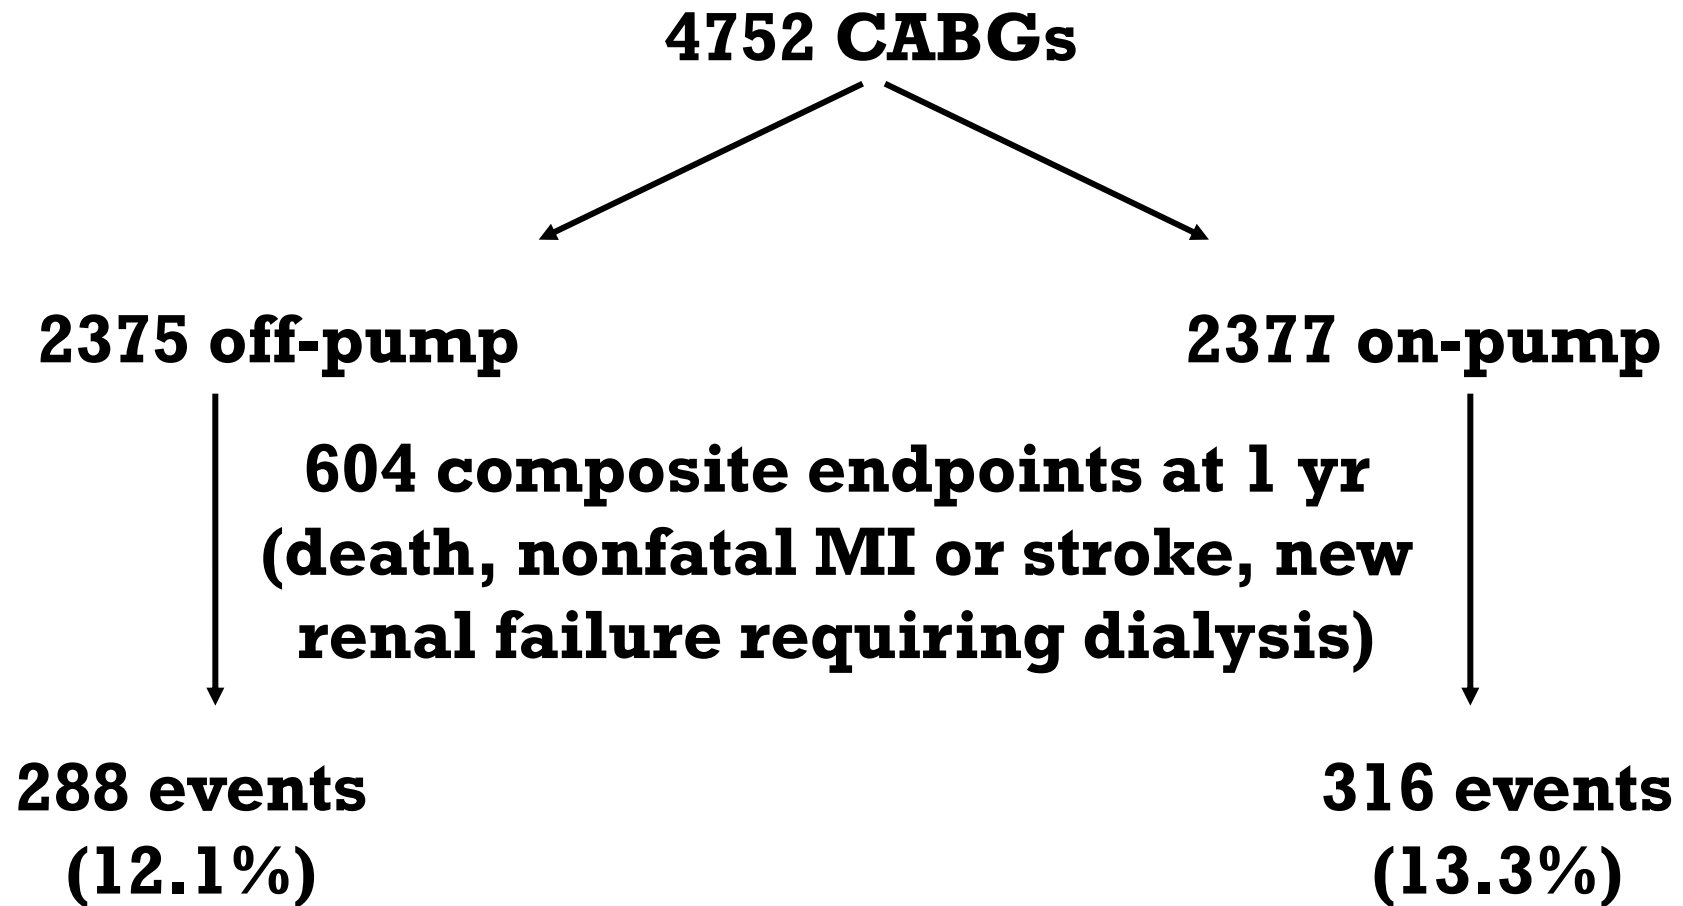 4752 CABGs
2375 off-pump
2377 on-pump
604 composite endpoints at 1 yr
(death, nonfatal MI or stroke, new
renal failure requiring dialysis)
288 events
(12.1%)
316 events
(13.3%)